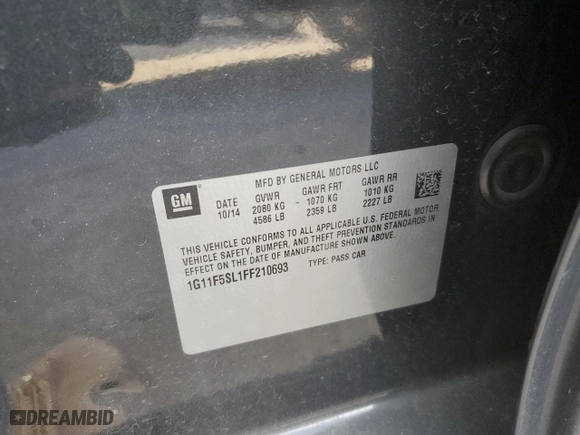 MFD BY GENERAL MOTORS LLC
GM
DATE GVWR GAWR FRT GAWR RR
10/14 2080 KG - 1070 KG 1010 KG
4586 LB 2359 LB 2227 LB
THIS VEHICLE CONFORMS TO ALL APPLICABLE U.S. FEDERAL MOTOR
VEHICLE SAFETY, BUMPER, AND THEFT PREVENTION STANDARDS IN
EFFECT ON THE DATE OF MANUFACTURE SHOWN ABOVE.
1G11F5SL1FF210693 TYPE: PASS CAR
DREAMBID